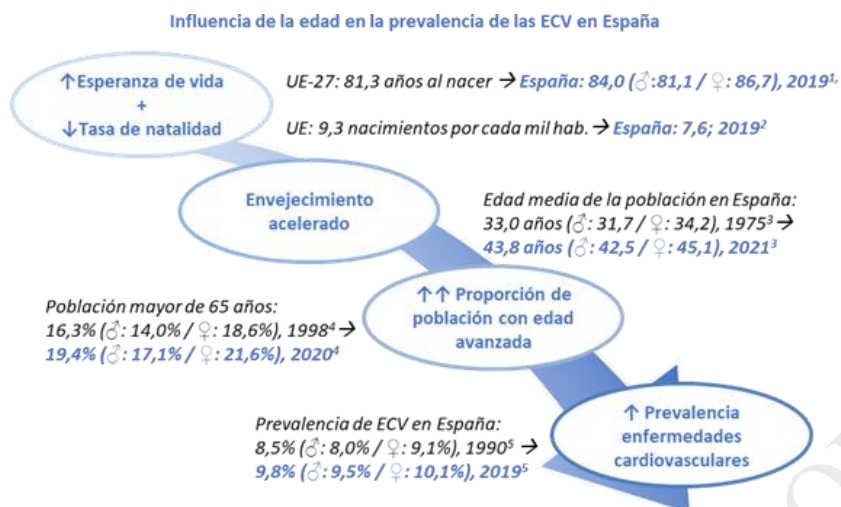 Influencia de la edad en la prevalencia de las ECV en España
↑Esperanza de vida
+
↓Tasa de natalidad
UE-27: 81,3 años al nacer → España: 84,0 (♂:81,1 / ♀: 86,7), 2019¹,
UE: 9,3 nacimientos por cada mil hab. → España: 7,6; 2019²
Envejecimiento
acelerado
Edad media de la población en España:
33,0 años (♂: 31,7 / ♀: 34,2), 1975³ →
43,8 años (♂: 42,5 / ♀: 45,1), 2021³
↑↑ Proporción de
población con edad
avanzada
Población mayor de 65 años:
16,3% (♂: 14,0% / ♀: 18,6%), 1998⁴→
19,4% (♂: 17,1% / ♀: 21,6%), 2020⁴
↑ Prevalencia
enfermedades
cardiovasculares
Prevalencia de ECV en España:
8,5% (♂: 8,0% / ♀: 9,1%), 1990⁵ →
9,8% (♂: 9,5% / ♀: 10,1%), 2019⁵